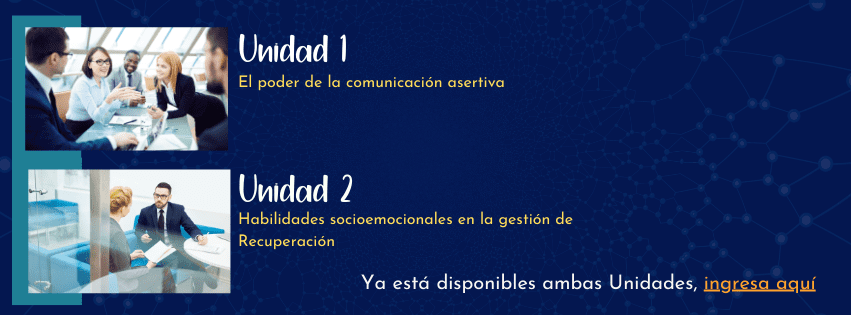 Unidad 1
El poder de la comunicación asertiva
Unidad 2
Habilidades socioemocionales en la gestión de
Recuperación
Ya está disponibles ambas Unidades, ingresa aquí